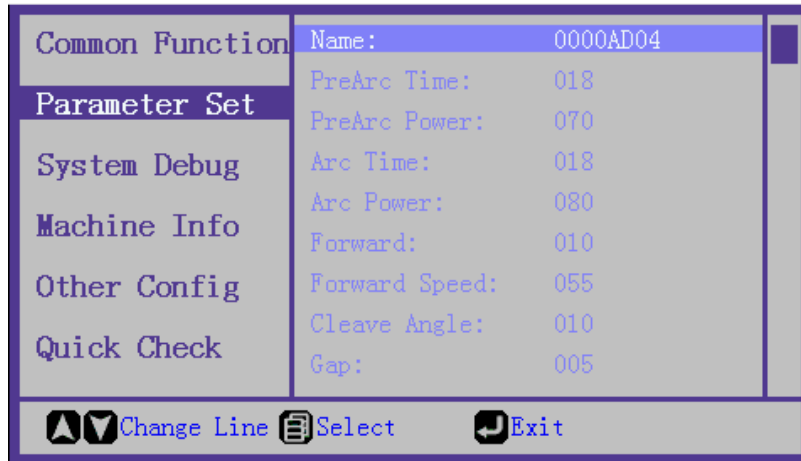 Common Function
Parameter Set
System Debug
Machine Info
Other Config
Quick Check
Name: 0000AD04
PreArc Time: 018
PreArc Power: 070
Arc Time: 018
Arc Power: 080
Forward: 010
Forward Speed: 055
Cleave Angle: 010
Gap: 005
Change Line Select Exit